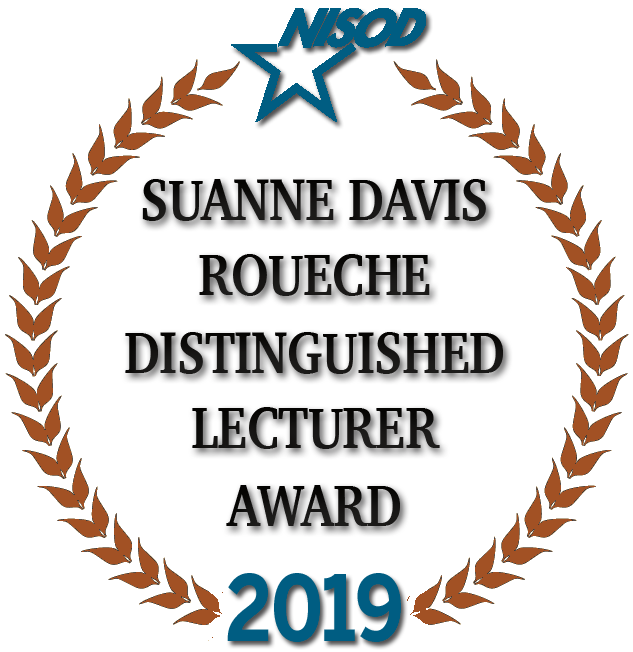 NISOD
SUANNE DAVIS
ROUECHE
DISTINGUISHED
LECTURER
AWARD
2019